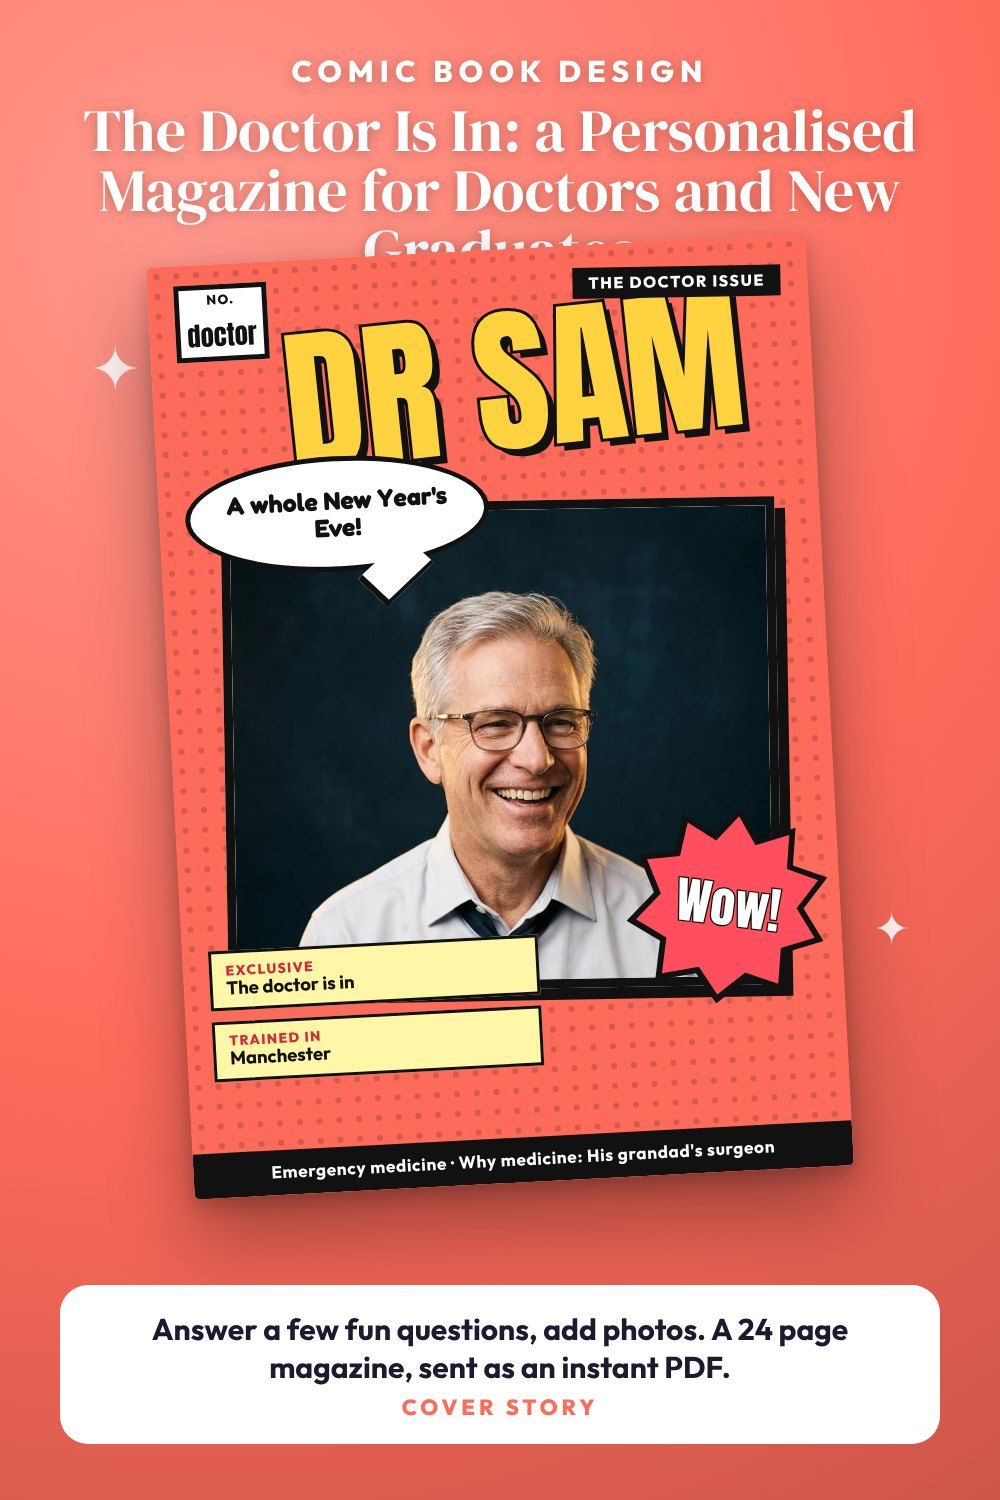 COMIC BOOK DESIGN
The Doctor Is In: a Personalised
Magazine for Doctors and New
THE DOCTOR ISSUE
NO.
doctor
DR SAM
A whole New Year's
Eve!
Wow!
EXCLUSIVE
The doctor is in
TRAINED IN
Manchester
Emergency medicine · Why medicine: His grandad's surgeon
Answer a few fun questions, add photos. A 24 page
magazine, sent as an instant PDF.
COVER STORY